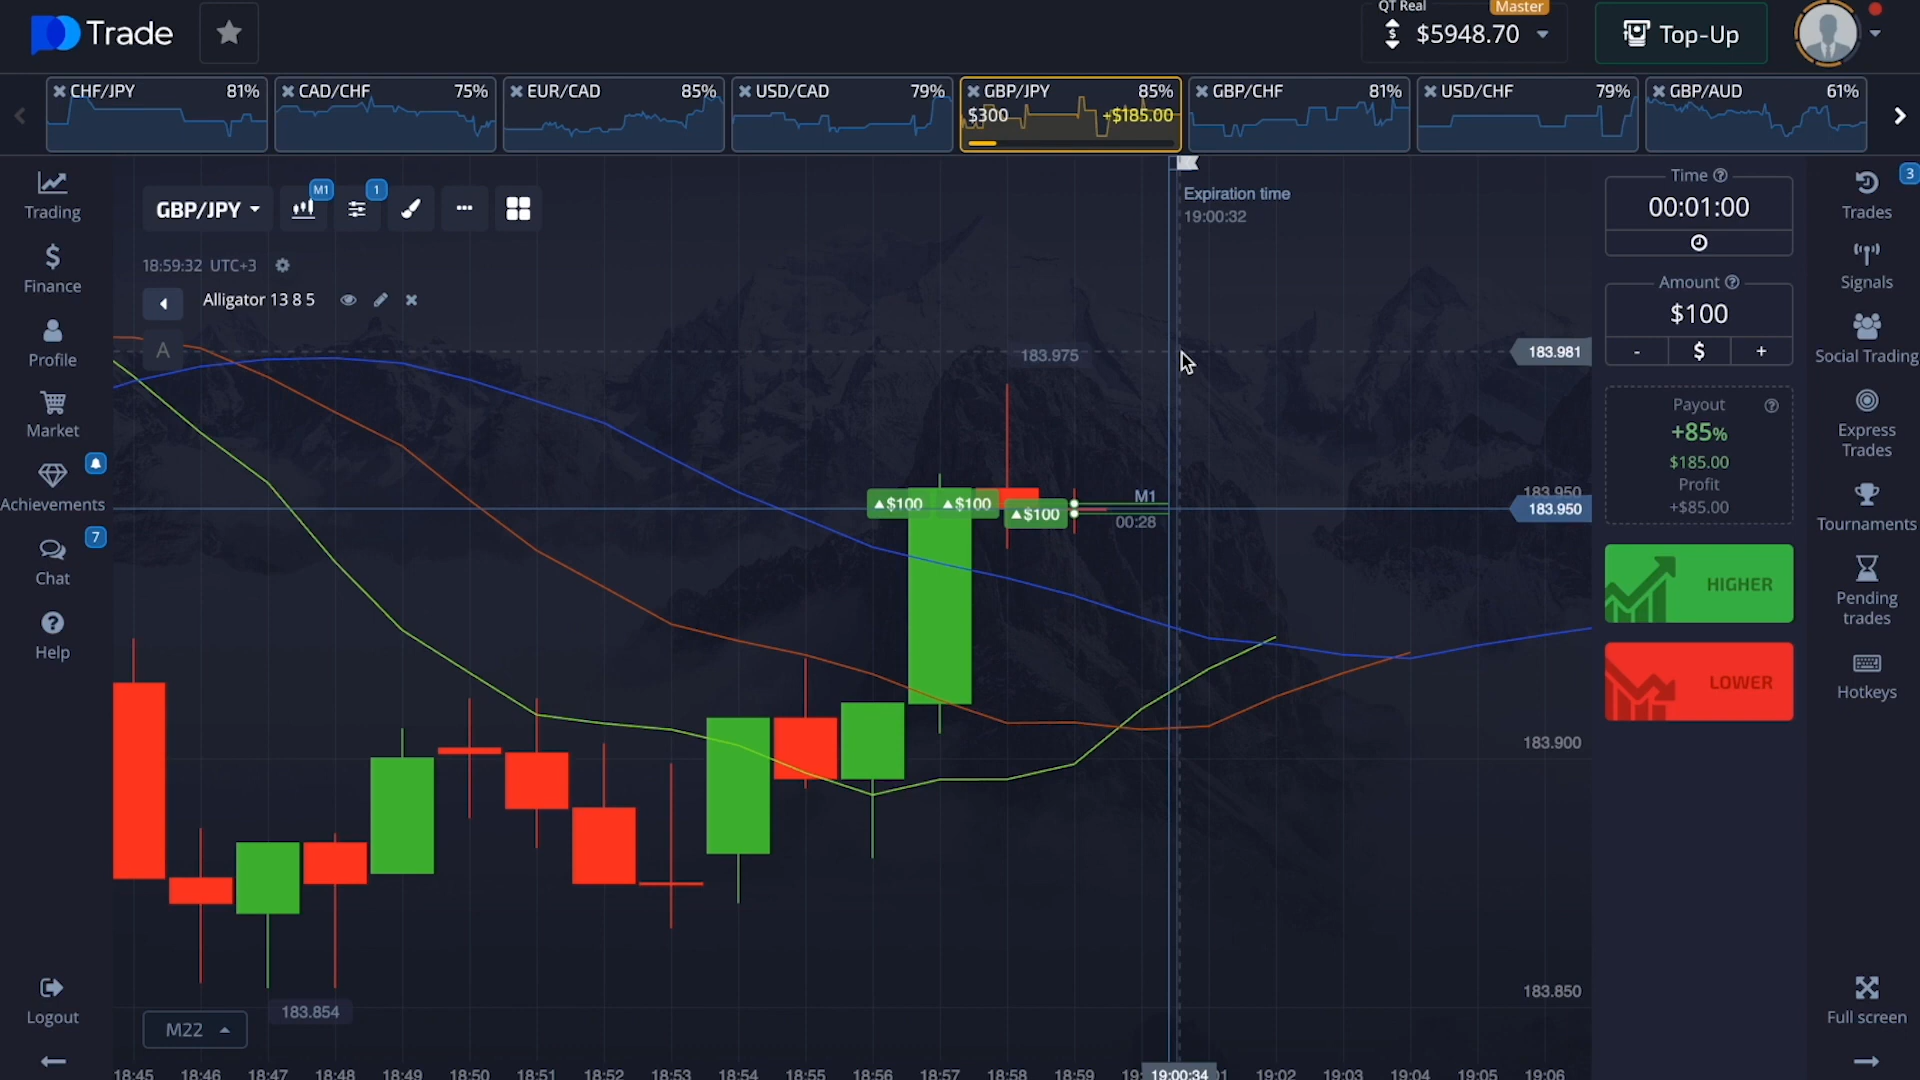 Trade
QT Real
Master
$5948.70
Top-Up
CHF/JPY 81%
CAD/CHF 75%
EUR/CAD 85%
USD/CAD 79%
GBP/JPY 85%
$300 +$185.00
GBP/CHF 81%
USD/CHF 79%
GBP/AUD 61%
Trading
Finance
Profile
Market
Achievements
7
Chat
Help
Logout
GBP/JPY
M1
1
18:59:32 UTC+3
Alligator 13 8 5
A
Expiration time
19:00:32
183.975
183.981
▲$100
▲$100
▲$100
M1
00:28
183.950
183.950
183.900
183.850
183.854
M22
18:45 18:46 18:47 18:48 18:49 18:50 18:51 18:52 18:53 18:54 18:55 18:56 18:57 18:58 18:59 19:00:34 19:02 19:03 19:04 19:05 19:06
Time
00:01:00
Amount
$100
- $ +
Payout
+85%
$185.00
Profit
+$85.00
HIGHER
LOWER
3
Trades
Signals
Social Trading
Express
Trades
Tournaments
Pending
trades
Hotkeys
Full screen